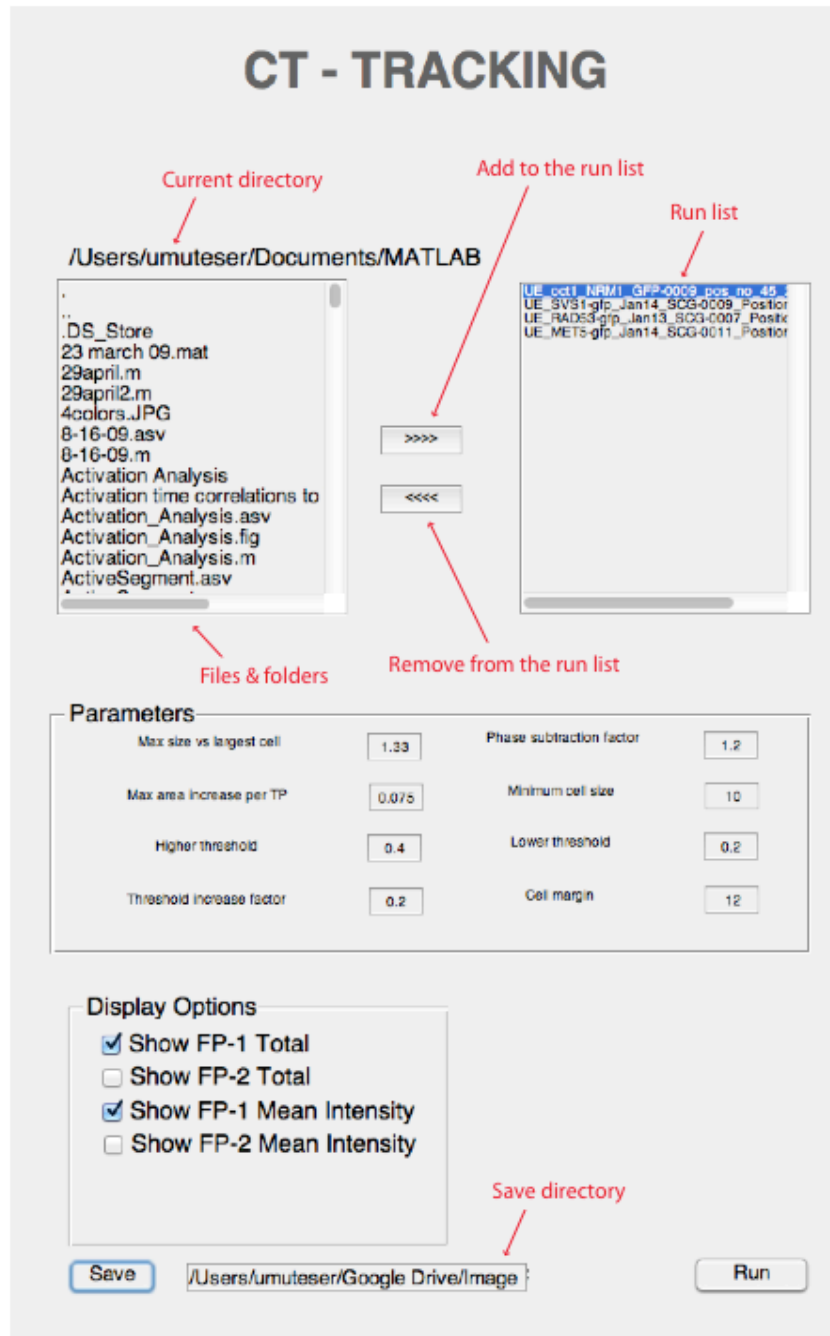 CT - TRACKING
Current directory
Add to the run list
Run list
/Users/umuteser/Documents/MATLAB
.
..
.DS_Store
23 march 09.mat
29april.m
29april2.m
4colors.JPG
8-16-09.asv
8-16-09.m
Activation Analysis
Activation time correlations to
Activation_Analysis.asv
Activation_Analysis.fig
Activation_Analysis.m
ActiveSegment.asv
>>>>
<<<<
UE_oct1_NRM1_GFP-0009_pos_no_45_
UE_SVS1-gfp_Jan14_SCG-0009_Position
UE_RAD53-gfp_Jan13_SCG-0007_Positic
UE_MET5-gfp_Jan14_SCG-0011_Position
Files & folders
Remove from the run list
Parameters
Max size vs largest cell 1.33
Phase subtraction factor 1.2
Max area increase per TP 0.075
Minimum cell size 10
Higher threshold 0.4
Lower threshold 0.2
Threshold increase factor 0.2
Cell margin 12
Display Options
Show FP-1 Total
Show FP-2 Total
Show FP-1 Mean Intensity
Show FP-2 Mean Intensity
Save directory
Save
/Users/umuteser/Google Drive/Image
Run